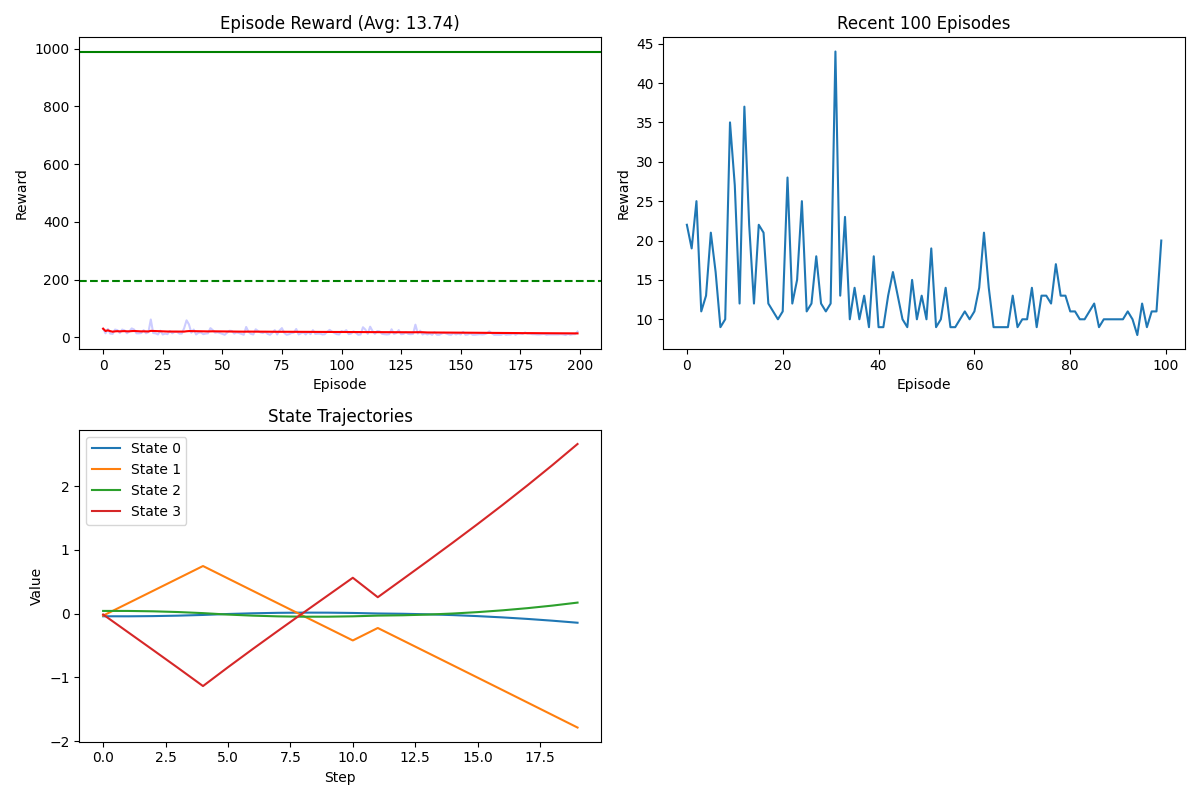 Episode Reward (Avg: 13.74)
Reward
1000
800
600
400
200
0
0 25 50 75 100 125 150 175 200
Episode
Recent 100 Episodes
Reward
45
40
35
30
25
20
15
10
0 20 40 60 80 100
Episode
State Trajectories
Value
2
1
0
−1
−2
State 0
State 1
State 2
State 3
0.0 2.5 5.0 7.5 10.0 12.5 15.0 17.5
Step